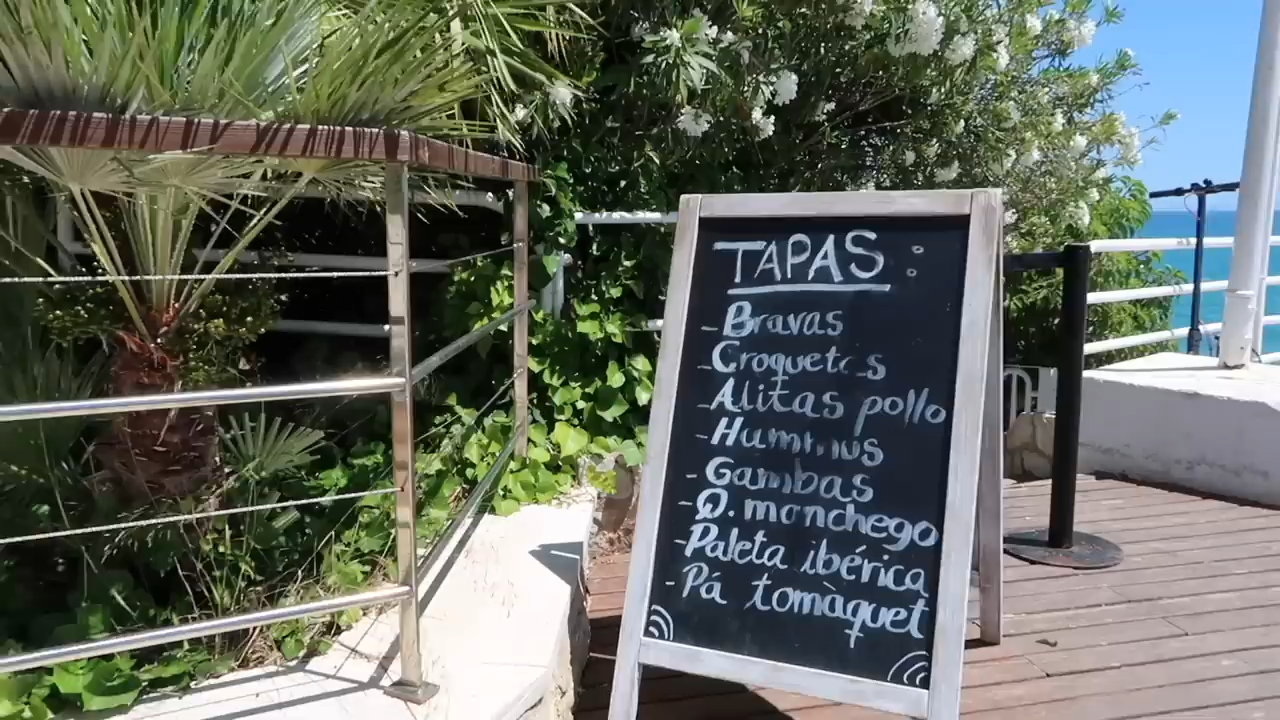 TAPAS :
- Bravas
- Croquetas
- Alitas pollo
- Hummus
- Gambas
- Q. manchego
- Paleta ibérica
- Pá tomàquet